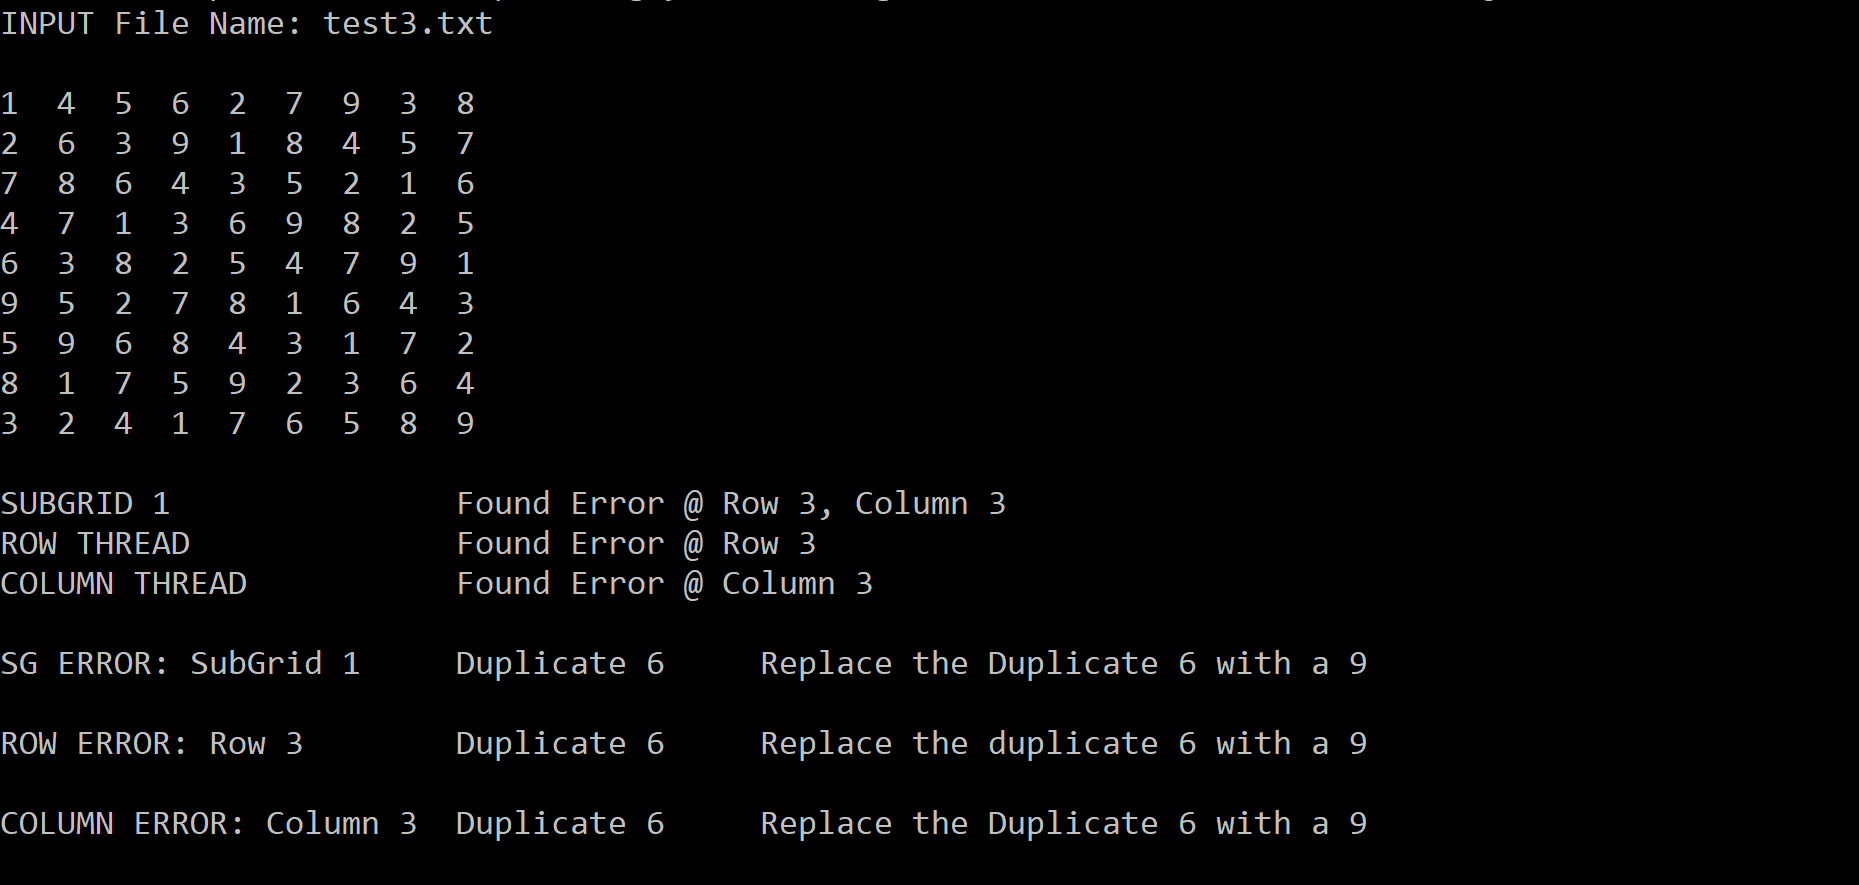 INPUT File Name: test3.txt
1 4 5 6 2 7 9 3 8
2 6 3 9 1 8 4 5 7
7 8 6 4 3 5 2 1 6
4 7 1 3 6 9 8 2 5
6 3 8 2 5 4 7 9 1
9 5 2 7 8 1 6 4 3
5 9 6 8 4 3 1 7 2
8 1 7 5 9 2 3 6 4
3 2 4 1 7 6 5 8 9
SUBGRID 1 Found Error @ Row 3, Column 3
ROW THREAD Found Error @ Row 3
COLUMN THREAD Found Error @ Column 3
SG ERROR: SubGrid 1 Duplicate 6 Replace the Duplicate 6 with a 9
ROW ERROR: Row 3 Duplicate 6 Replace the duplicate 6 with a 9
COLUMN ERROR: Column 3 Duplicate 6 Replace the Duplicate 6 with a 9